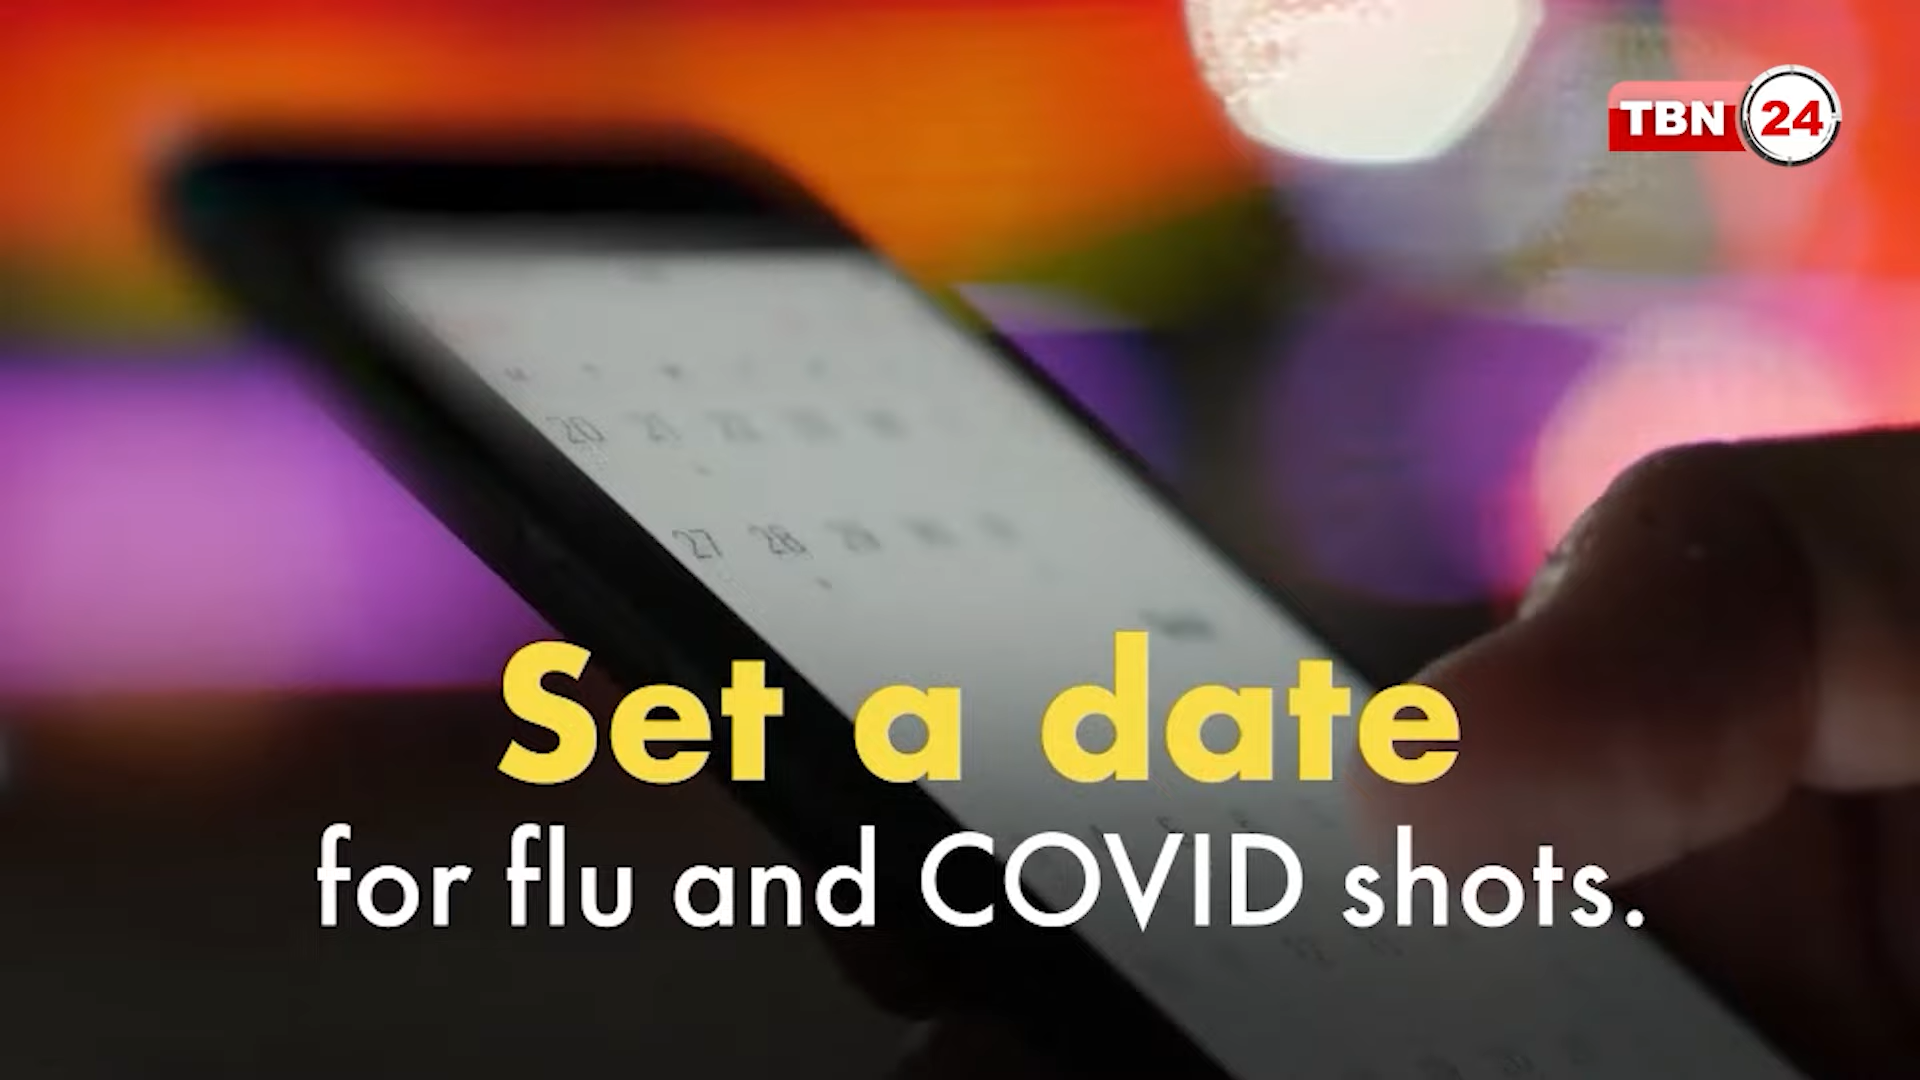 TBN 24
20 21
27 28
Set a date
for flu and COVID shots.